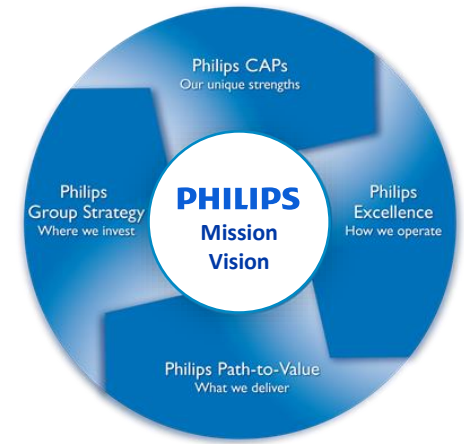 Philips CAPs
Our unique strengths
Philips
Group Strategy
Where we invest
PHILIPS
Mission
Vision
Philips
Excellence
How we operate
Philips Path-to-Value
What we deliver